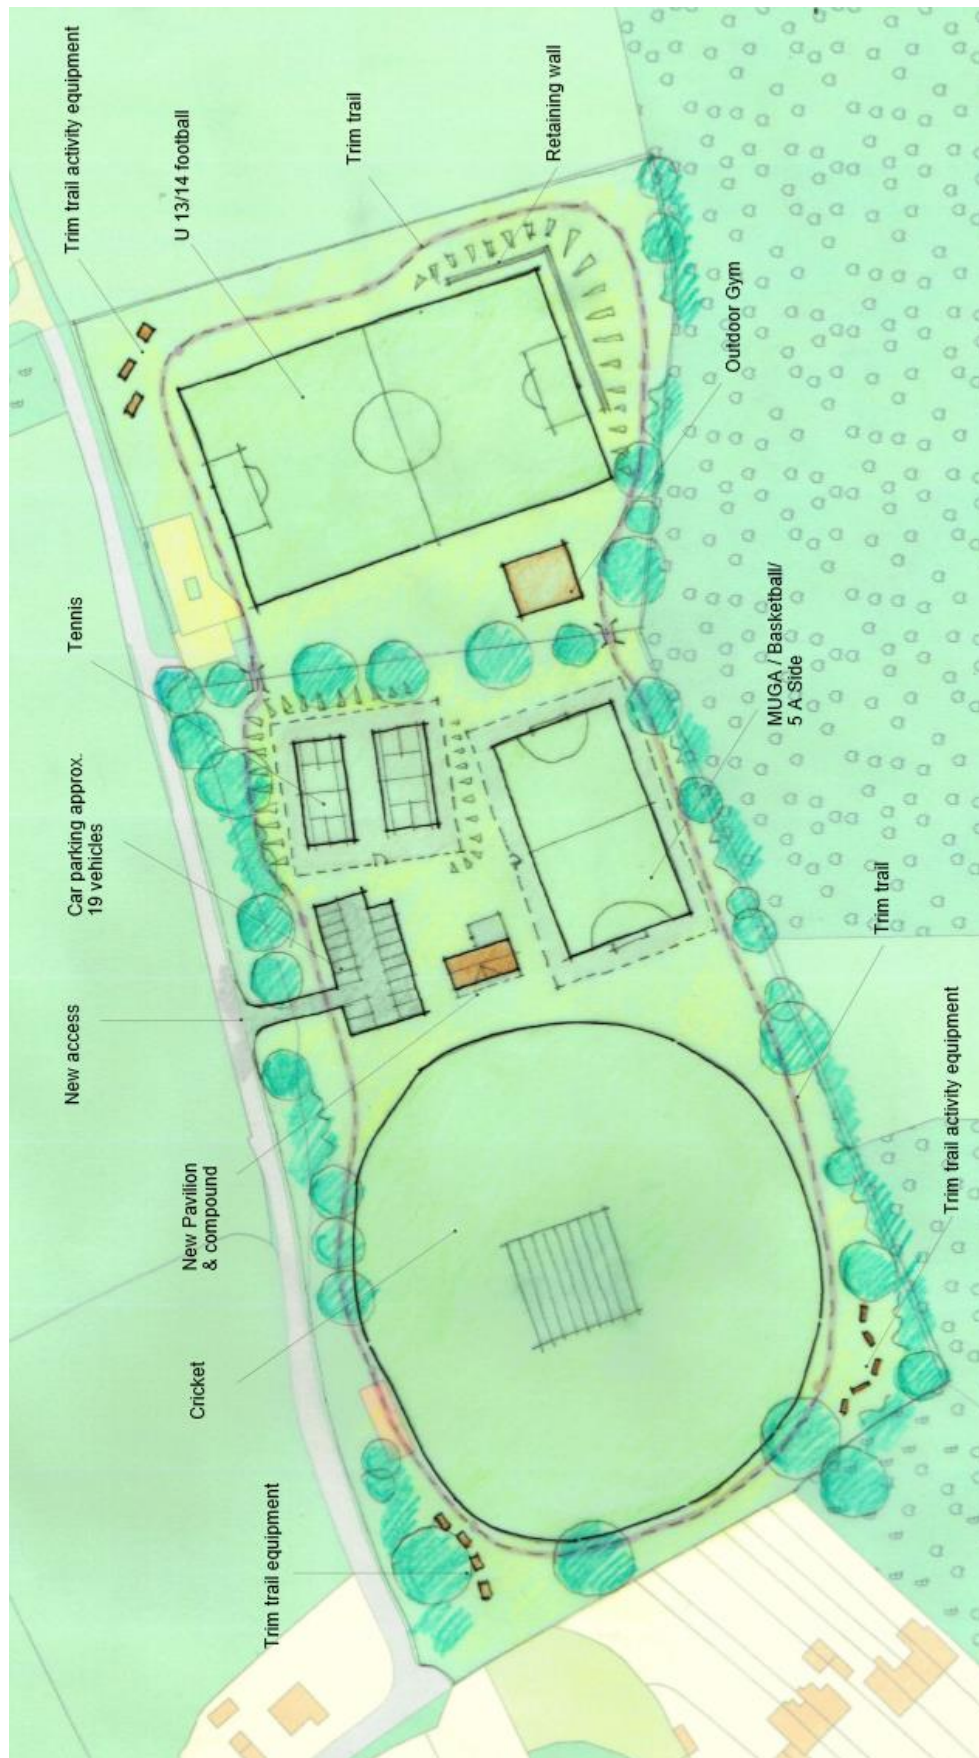 Trim trail equipment
Cricket
New Pavilion
& compound
New access
Car parking approx.
19 vehicles
Tennis
Trim trail activity equipment
U 13/14 football
Trim trail
Retaining wall
Outdoor Gym
MUGA / Basketball/
5 A Side
Trim trail
Trim trail activity equipment